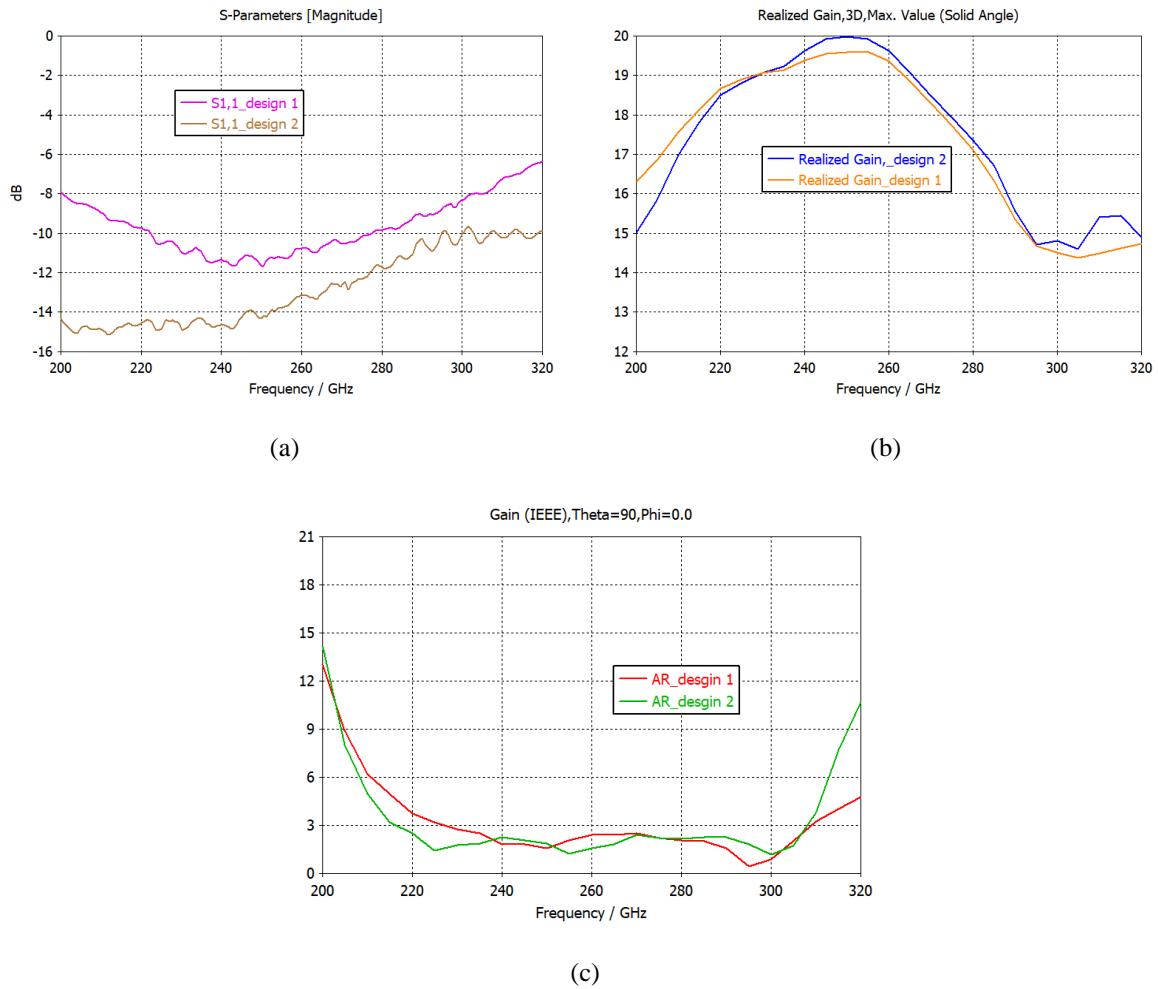 S-Parameters [Magnitude]
0
-2
-4
-6
-8
-10
-12
-14
-16
dB
S1,1_design 1
S1,1_design 2
200 220 240 260 280 300 320
Frequency / GHz
(a)
Realized Gain,3D,Max. Value (Solid Angle)
20
19
18
17
16
15
14
13
12
Realized Gain,_design 2
Realized Gain_design 1
200 220 240 260 280 300 320
Frequency / GHz
(b)
Gain (IEEE),Theta=90,Phi=0.0
21
18
15
12
9
6
3
0
AR_desgin 1
AR_desgin 2
200 220 240 260 280 300 320
Frequency / GHz
(c)